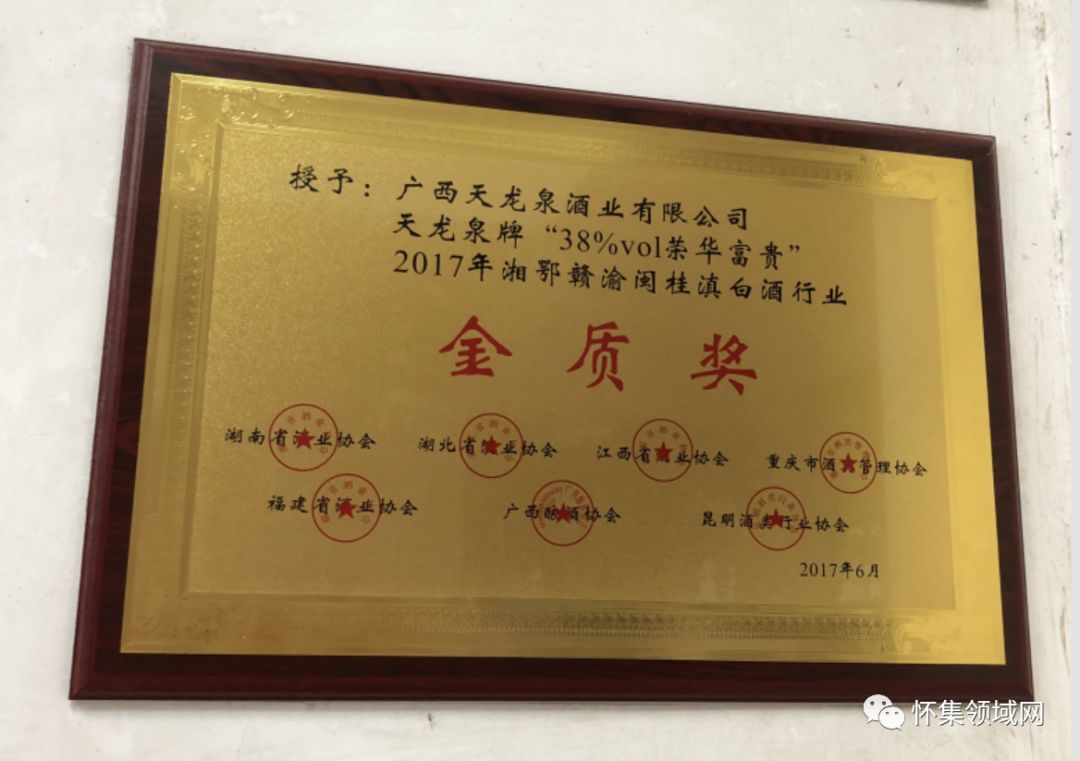 授予：广西天龙泉酒业有限公司
天龙泉牌“38%vol荣华富贵”
2017年湘鄂赣渝闽桂滇白酒行业
金质奖
湖南省酒业协会 湖北省酒业协会 江西省酒业协会 重庆市酒类管理协会
福建省酒业协会 广西酿酒协会 昆明酒类行业协会
2017年6月
怀集领域网